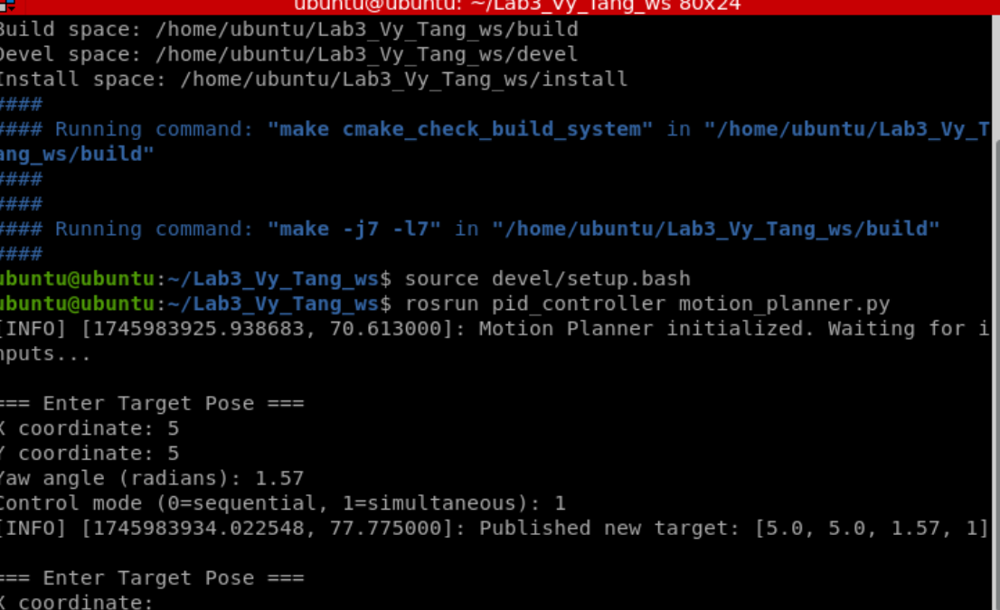 ubuntu@ubuntu: ~/Lab3_Vy_Tang_ws 80x24
Build space: /home/ubuntu/Lab3_Vy_Tang_ws/build
Devel space: /home/ubuntu/Lab3_Vy_Tang_ws/devel
Install space: /home/ubuntu/Lab3_Vy_Tang_ws/install
####
#### Running command: "make cmake_check_build_system" in "/home/ubuntu/Lab3_Vy_T
ang_ws/build"
####
####
#### Running command: "make -j7 -l7" in "/home/ubuntu/Lab3_Vy_Tang_ws/build"
####
ubuntu@ubuntu:~/Lab3_Vy_Tang_ws$ source devel/setup.bash
ubuntu@ubuntu:~/Lab3_Vy_Tang_ws$ rosrun pid_controller motion_planner.py
[INFO] [1745983925.938683, 70.613000]: Motion Planner initialized. Waiting for i
nputs...
=== Enter Target Pose ===
X coordinate: 5
Y coordinate: 5
Yaw angle (radians): 1.57
Control mode (0=sequential, 1=simultaneous): 1
[INFO] [1745983934.022548, 77.775000]: Published new target: [5.0, 5.0, 1.57, 1]
=== Enter Target Pose ===
X coordinate: